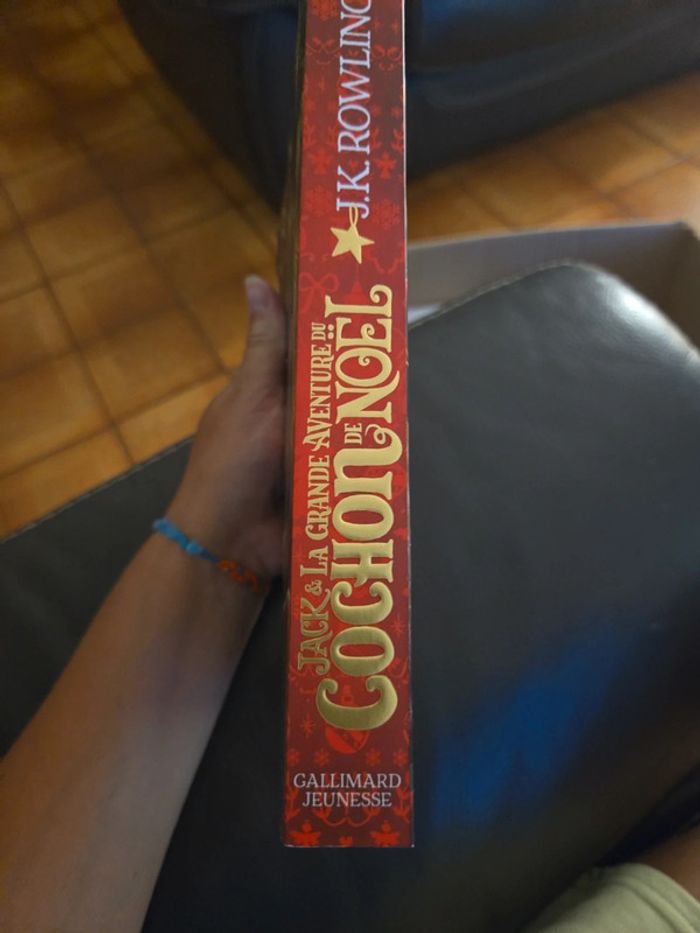 J.K. ROWLING
JACK & LA GRANDE AVENTURE DU
COCHON DE NOËL
GALLIMARD
JEUNESSE